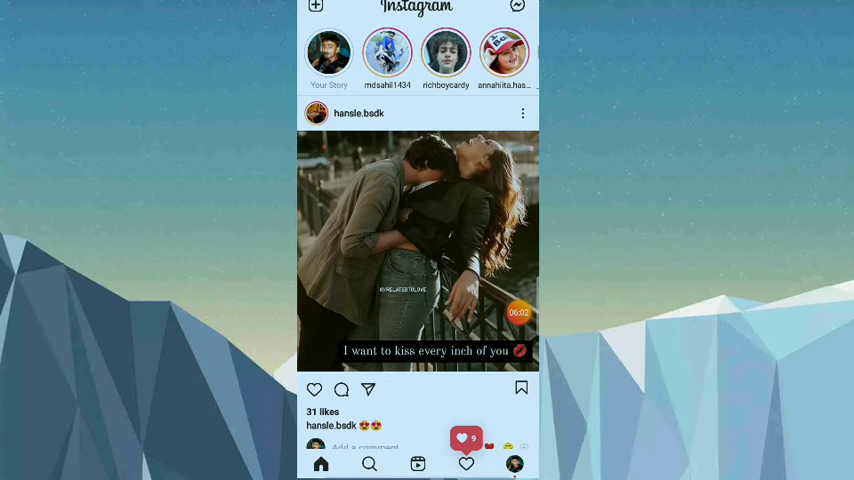 Instagram
Your Story
mdsahil1434
richboycardy
annahiita.has...
hansle.bsdk
MYRELATEDTOLOVE
06:02
I want to kiss every inch of you 💋
31 likes
hansle.bsdk 😍😍
Add a comment
9